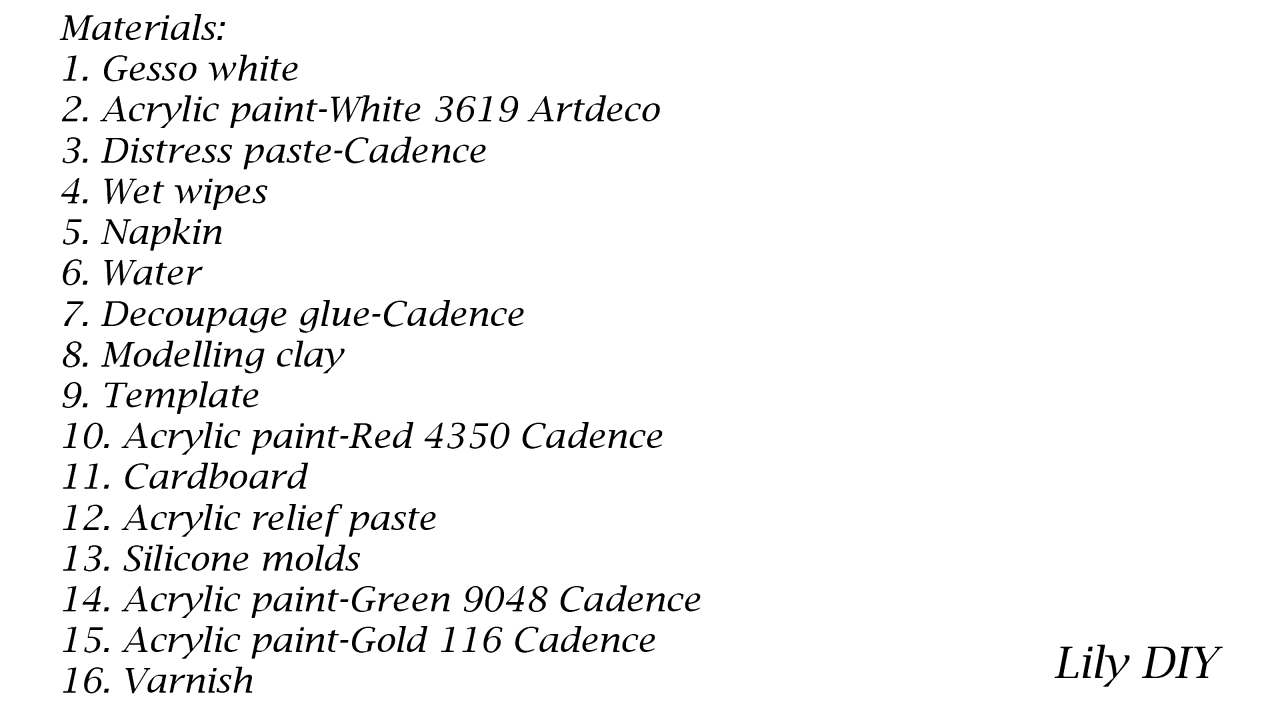 Materials:
1. Gesso white
2. Acrylic paint-White 3619 Artdeco
3. Distress paste-Cadence
4. Wet wipes
5. Napkin
6. Water
7. Decoupage glue-Cadence
8. Modelling clay
9. Template
10. Acrylic paint-Red 4350 Cadence
11. Cardboard
12. Acrylic relief paste
13. Silicone molds
14. Acrylic paint-Green 9048 Cadence
15. Acrylic paint-Gold 116 Cadence
16. Varnish
Lily DIY